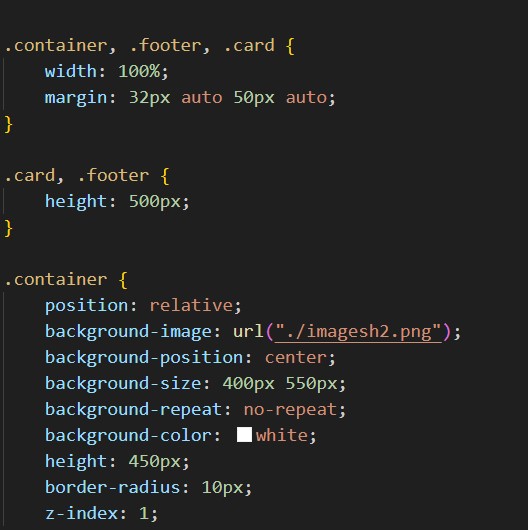 .container, .footer, .card {
    width: 100%;
    margin: 32px auto 50px auto;
}

.card, .footer {
    height: 500px;
}

.container {
    position: relative;
    background-image: url("./imagesh2.png");
    background-position: center;
    background-size: 400px 550px;
    background-repeat: no-repeat;
    background-color: white;
    height: 450px;
    border-radius: 10px;
    z-index: 1;